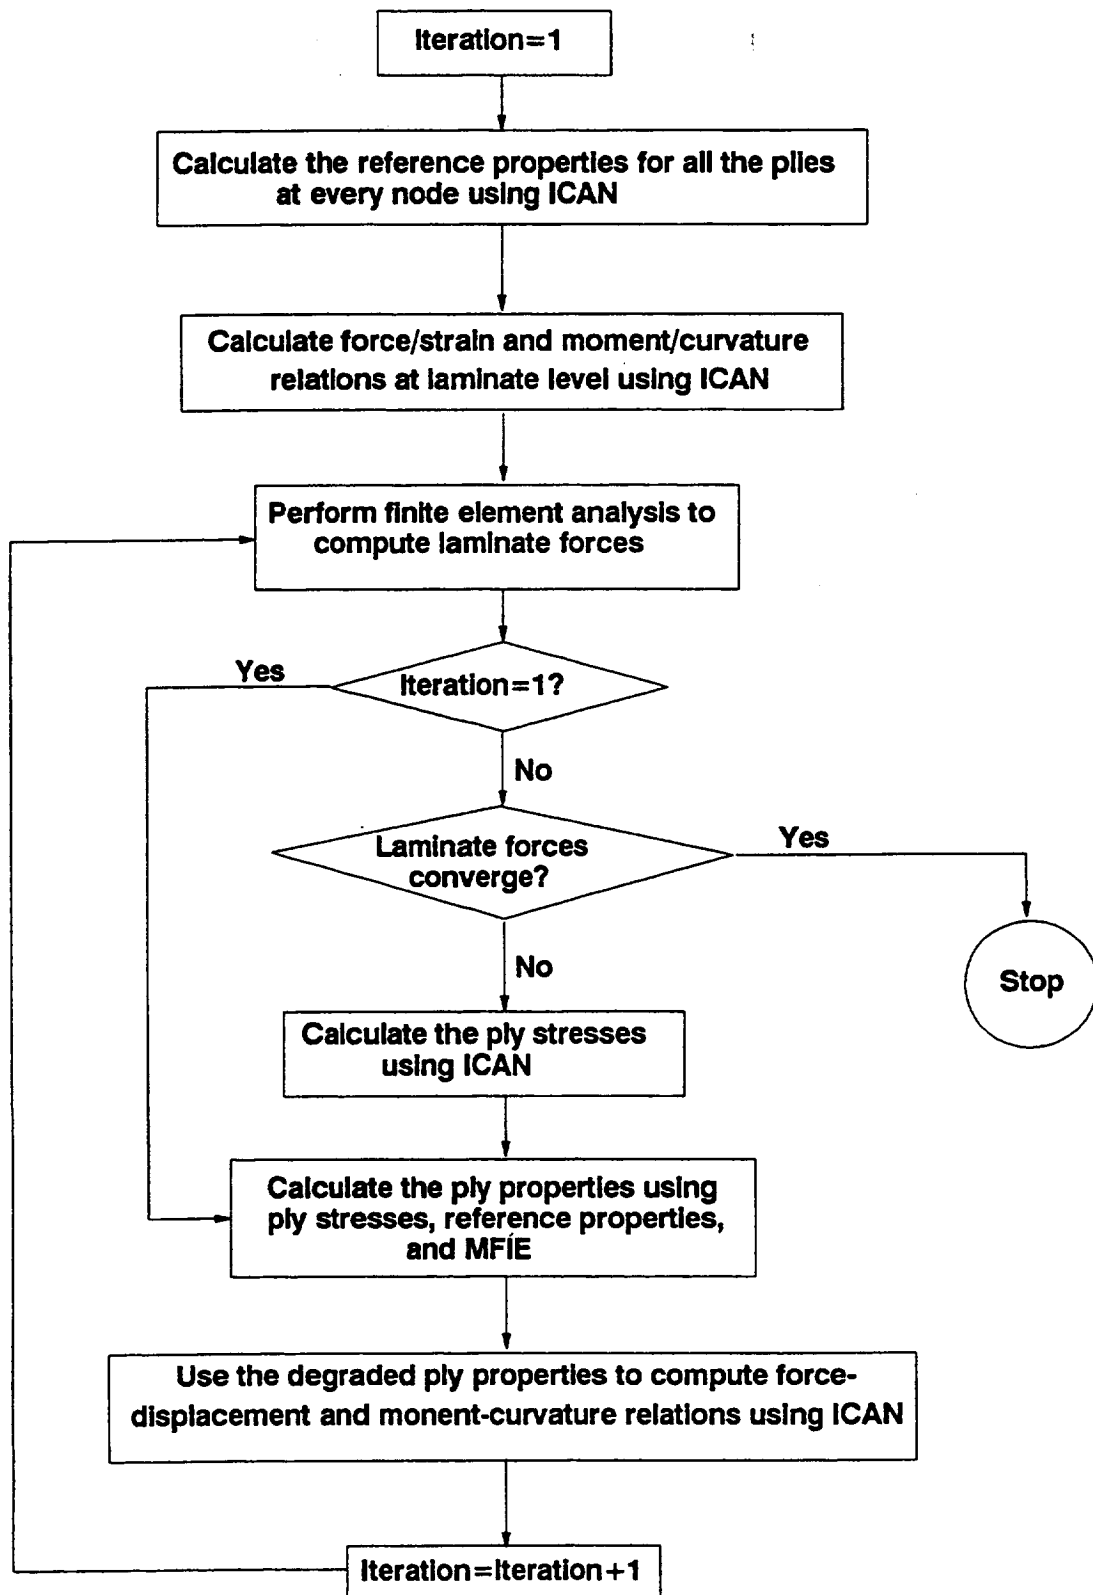 Iteration=1
Calculate the reference properties for all the plies
at every node using ICAN
Calculate force/strain and moment/curvature
relations at laminate level using ICAN
Perform finite element analysis to
compute laminate forces
Yes
Iteration=1?
No
Laminate forces
converge?
Yes
No
Stop
Calculate the ply stresses
using ICAN
Calculate the ply properties using
ply stresses, reference properties,
and MFIE
Use the degraded ply properties to compute force-
displacement and monent-curvature relations using ICAN
Iteration=Iteration+1